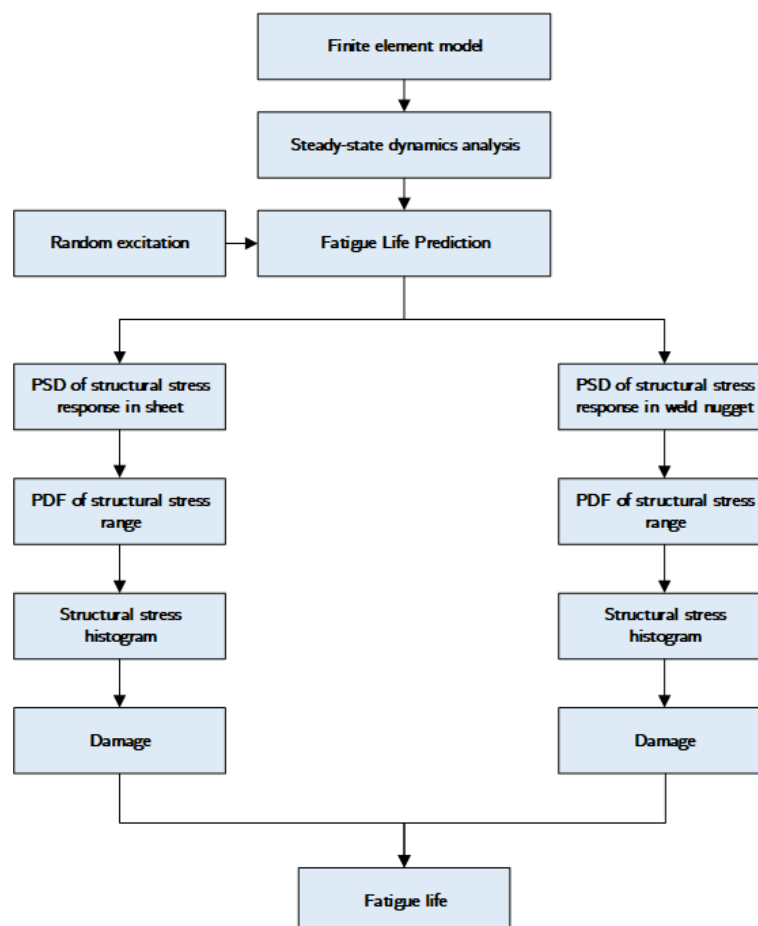 Finite element model
Steady-state dynamics analysis
Random excitation
Fatigue Life Prediction
PSD of structural stress
response in sheet
PSD of structural stress
response in weld nugget
PDF of structural stress
range
PDF of structural stress
range
Structural stress
histogram
Structural stress
histogram
Damage
Damage
Fatigue life